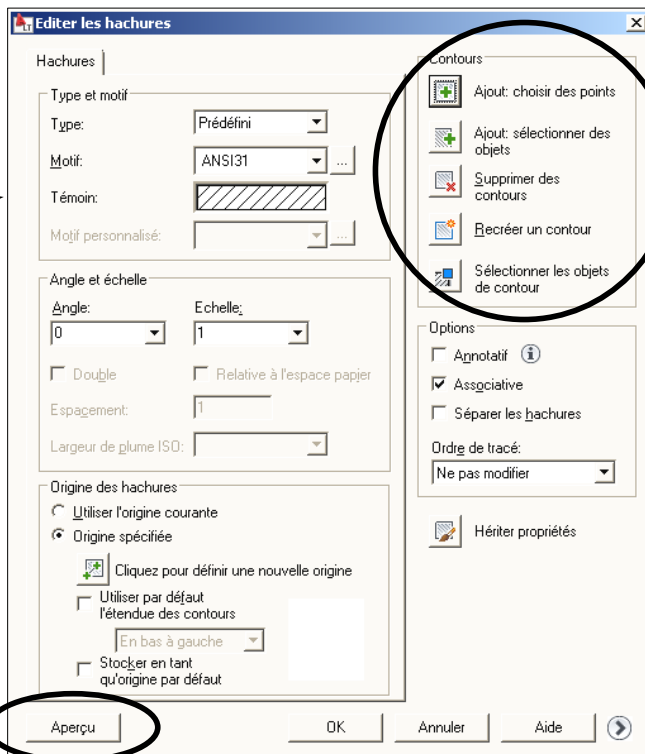 Editer les hachures
Hachures
Type et motif
Type:
Prédéfini
Motif:
ANSI31
...
Témoin:
Motif personnalisé:
...
Angle et échelle
Angle:
Echelle:
0
1
Double
Relative à l'espace papier
Espacement:
1
Largeur de plume ISO:
Origine des hachures
Utiliser l'origine courante
Origine spécifiée
Cliquez pour définir une nouvelle origine
Utiliser par défaut
l'étendue des contours
En bas à gauche
Stocker en tant
qu'origine par défaut
Contours
Ajout: choisir des points
Ajout: sélectionner des
objets
Supprimer des
contours
Recréer un contour
Sélectionner les objets
de contour
Options
Annotatif
Associative
Séparer les hachures
Ordre de tracé:
Ne pas modifier
Hériter propriétés
Aperçu
OK
Annuler
Aide